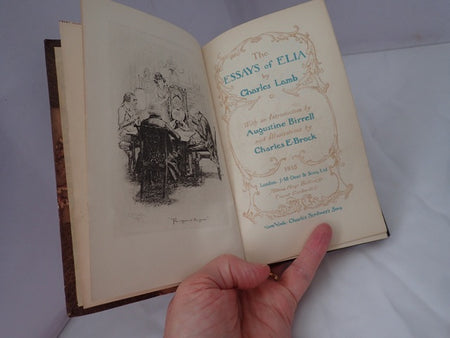 The
ESSAYS of ELIA
by
Charles Lamb
With an Introduction by
Augustine Birrell
and Illustrations by
Charles E. Brock
London: J. M. Dent & Sons, Ltd
New York: Charles Scribner's Sons